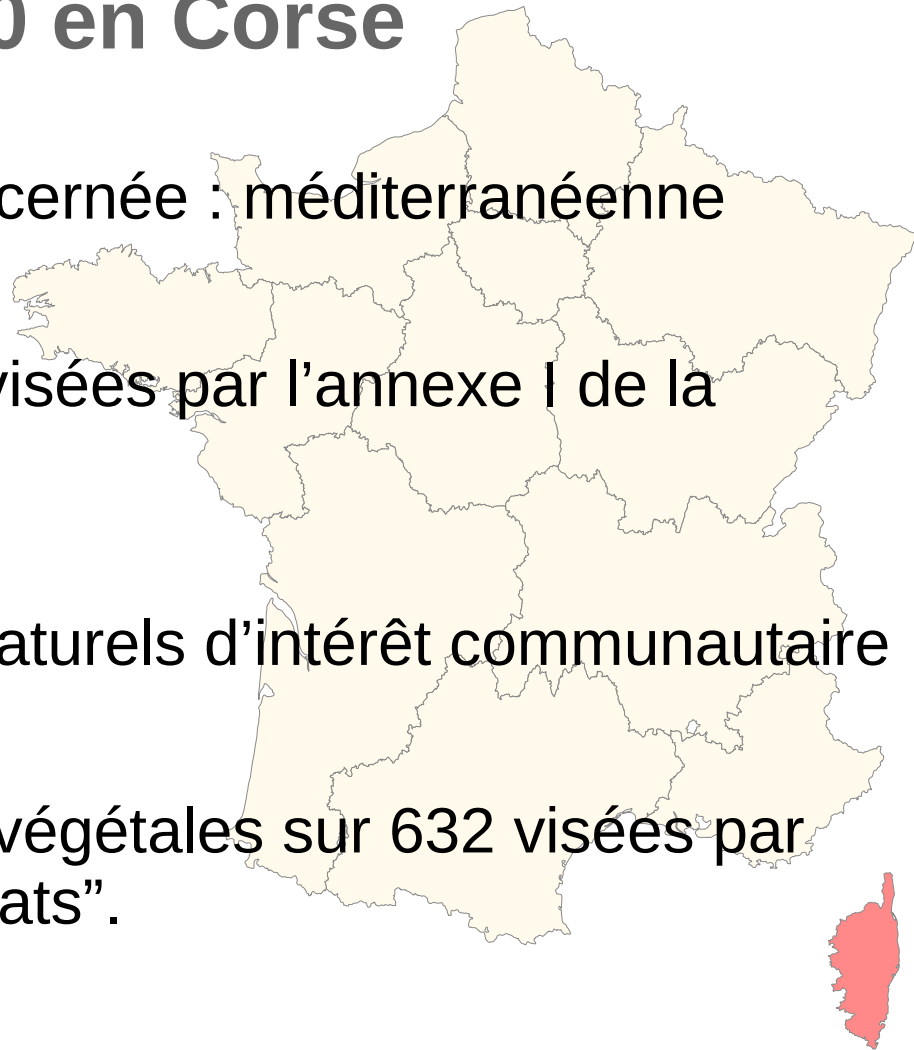 0 en Corse
cernée : méditerranéenne
visées par l’annexe I de la
aturels d’intérêt communautaire
végétales sur 632 visées par
ats”.